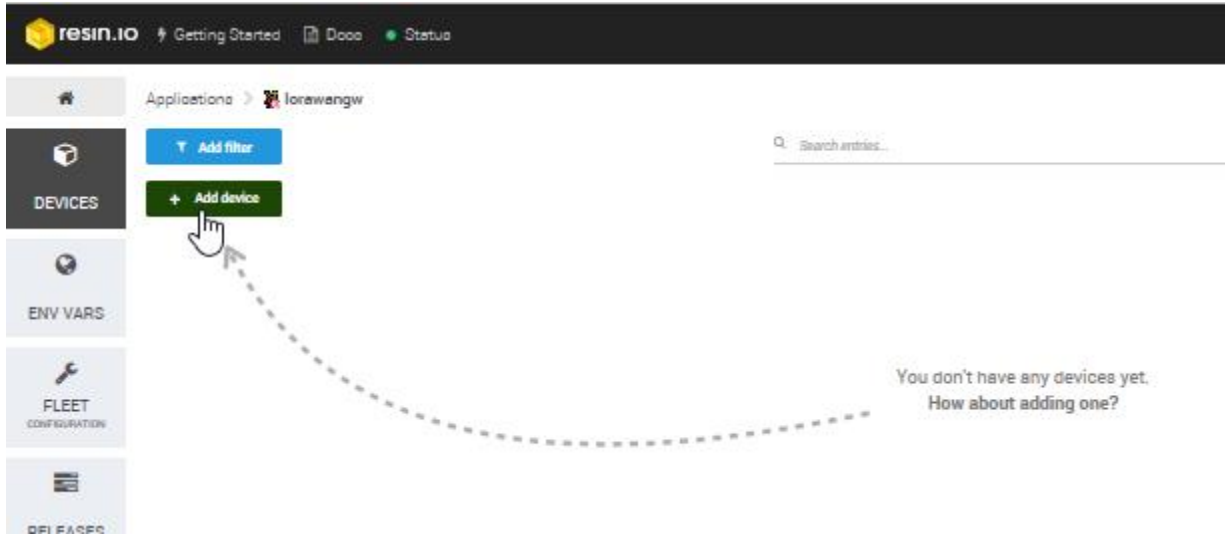 resin.io Getting Started Docs Status
Applications > lorawangw
Add filter
Search entries...
DEVICES
+ Add device
ENV VARS
You don't have any devices yet.
How about adding one?
FLEET
CONFIGURATION
RELEASES